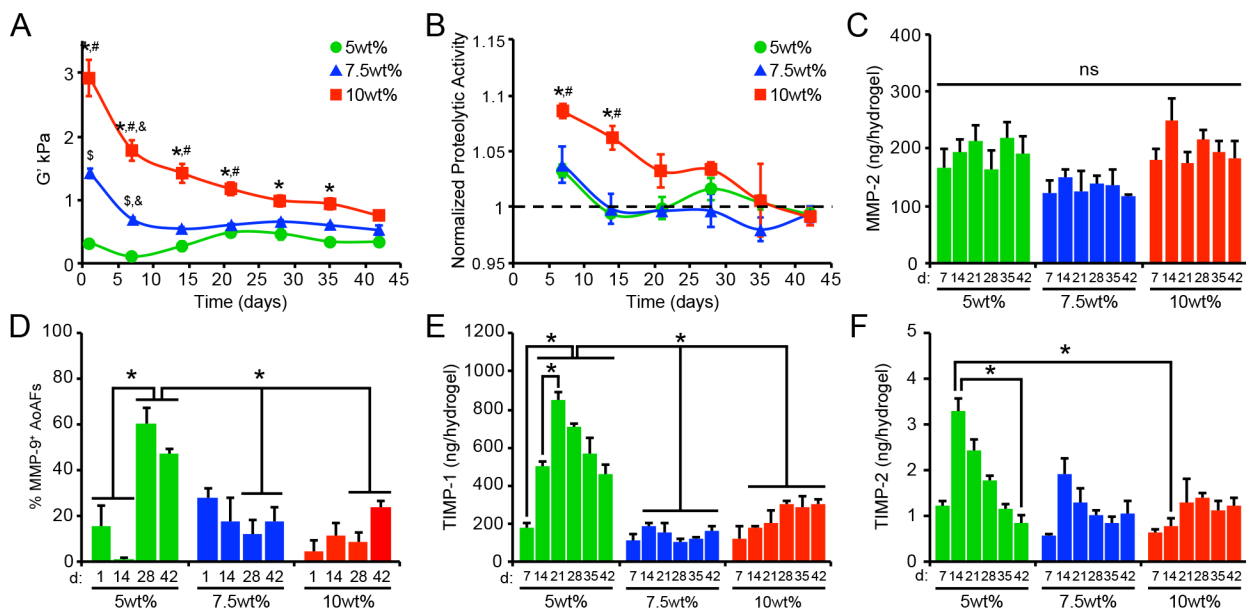 A
*,#
*,#,&
*,#
*,#
*
*
$
$,&
5wt%
7.5wt%
10wt%
G' kPa
3
2
1
0
0 5 10 15 20 25 30 35 40 45
Time (days)
B
*,#
*,#
5wt%
7.5wt%
10wt%
Normalized Proteolytic Activity
1.15
1.10
1.05
1
0.95
0 5 10 15 20 25 30 35 40 45
Time (days)
C
MMP-2 (ng/hydrogel)
400
300
200
100
0
ns
d: 7 14 21 28 35 42 7 14 21 28 35 42 7 14 21 28 35 42
5wt% 7.5wt% 10wt%
D
% MMP-9+ AoAFs
100
80
60
40
20
0
* *
d: 1 14 28 42 1 14 28 42 1 14 28 42
5wt% 7.5wt% 10wt%
E
TIMP-1 (ng/hydrogel)
1200
1000
800
600
400
200
0
* *
*
d: 7 14 21 28 35 42 7 14 21 28 35 42 7 14 21 28 35 42
5wt% 7.5wt% 10wt%
F
TIMP-2 (ng/hydrogel)
5
4
3
2
1
0
*
*
d: 7 14 21 28 35 42 7 14 21 28 35 42 7 14 21 28 35 42
5wt% 7.5wt% 10wt%